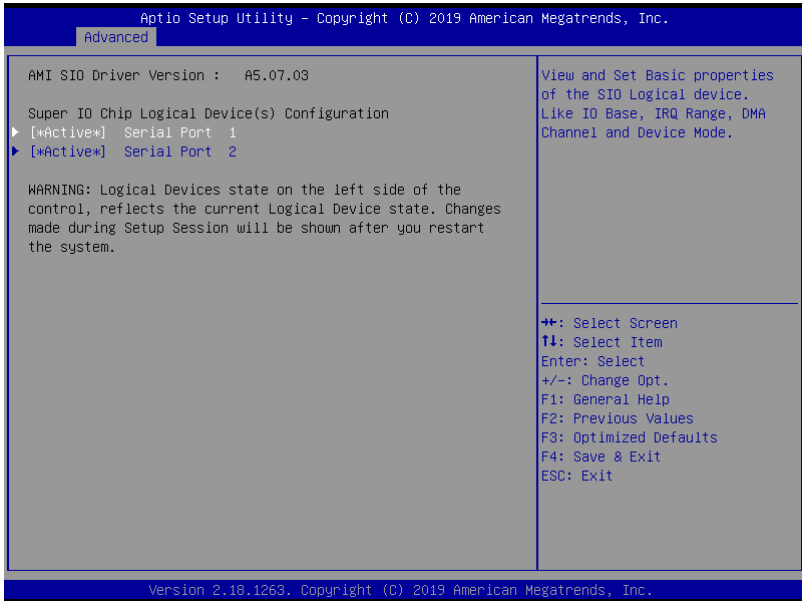 Aptio Setup Utility – Copyright (C) 2019 American Megatrends, Inc.
Advanced
AMI SIO Driver Version :   A5.07.03
Super IO Chip Logical Device(s) Configuration
[*Active*]   Serial Port  1
[*Active*]   Serial Port  2
WARNING: Logical Devices state on the left side of the
control, reflects the current Logical Device state. Changes
made during Setup Session will be shown after you restart
the system.
View and Set Basic properties
of the SIO Logical device.
Like IO Base, IRQ Range, DMA
Channel and Device Mode.
→←: Select Screen
↑↓: Select Item
Enter: Select
+/-: Change Opt.
F1: General Help
F2: Previous Values
F3: Optimized Defaults
F4: Save & Exit
ESC: Exit
Version 2.18.1263. Copyright (C) 2019 American Megatrends, Inc.